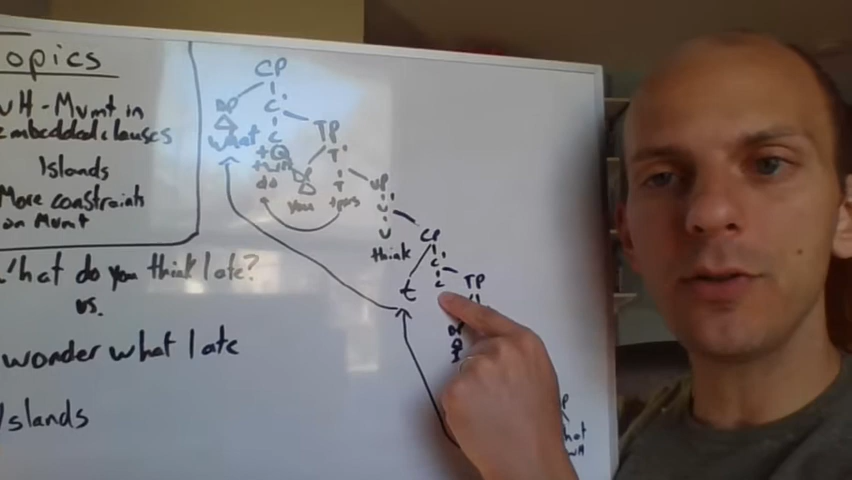 Topics
WH-Mvmt in
embedded clauses
Islands
More constraints
on Mvmt
What do you think I ate?
vs.
wonder what I ate
Islands
CP
DP C'
what C TP
+Q T'
+WH DP T VP
do you +pres V'
V CP
think C'
t C TP